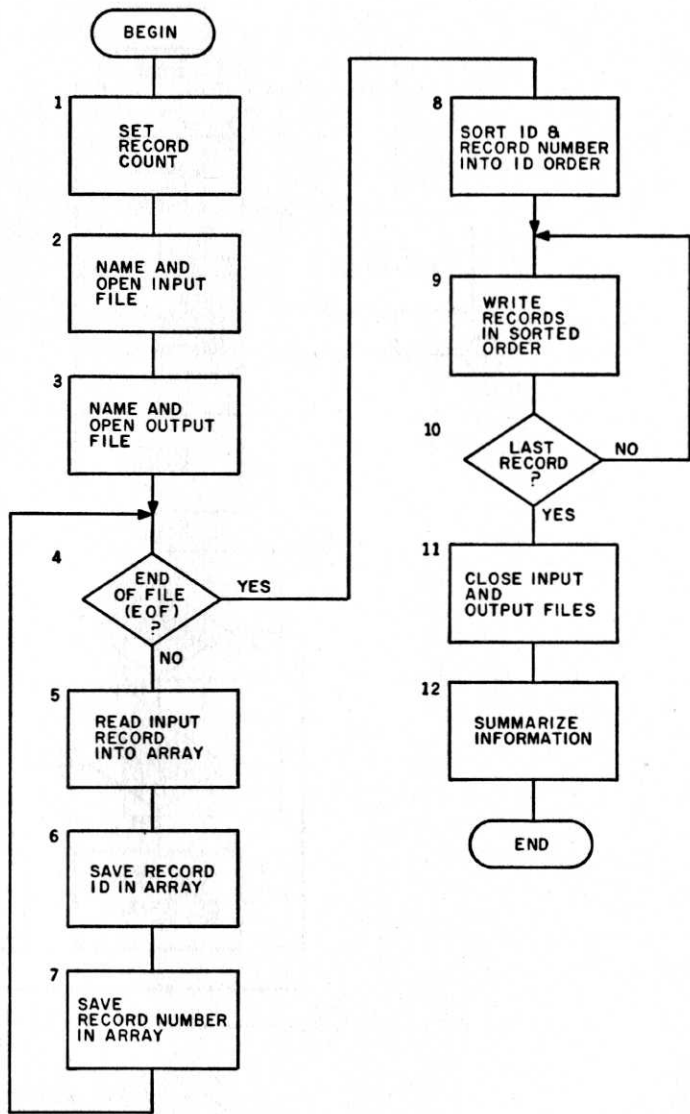 BEGIN
1
SET
RECORD
COUNT
2
NAME AND
OPEN INPUT
FILE
3
NAME AND
OPEN OUTPUT
FILE
4
END
OF FILE
(EOF)
?
YES
NO
5
READ INPUT
RECORD
INTO ARRAY
6
SAVE RECORD
ID IN ARRAY
7
SAVE
RECORD NUMBER
IN ARRAY
8
SORT ID &
RECORD NUMBER
INTO ID ORDER
9
WRITE
RECORDS
IN SORTED
ORDER
10
LAST
RECORD
?
NO
YES
11
CLOSE INPUT
AND
OUTPUT FILES
12
SUMMARIZE
INFORMATION
END